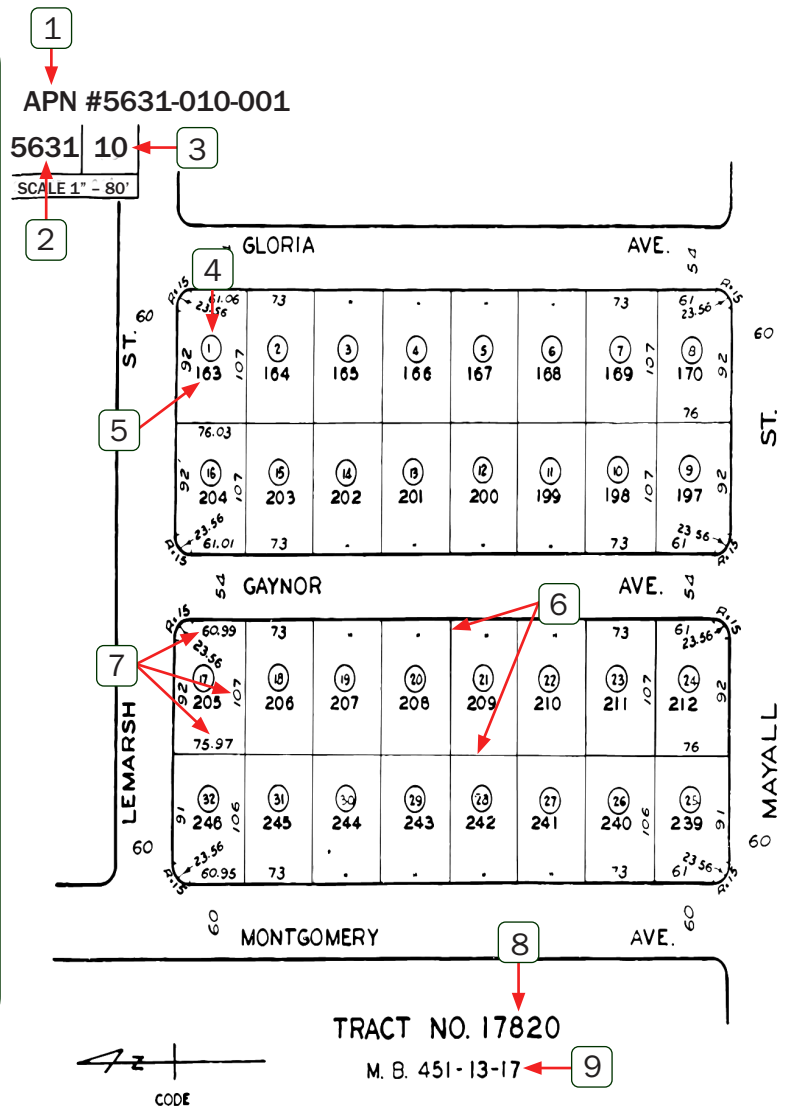 1
APN #5631-010-001
5631 10 3
SCALE 1" – 80'
2
GLORIA AVE. 54
4
R.15 61.06 73 . . . . 73 61 R.15
60 23.56 23.56 60
ST. 92 1 107 2 3 4 5 6 7 107 8 92
163 164 165 166 167 168 169 170
5 76.03 76 ST.
92 16 107 15 14 13 12 11 10 107 9 92
204 203 202 201 200 199 198 197
23.56 23.56
R.15 61.01 73 . . . . 73 61 R.15
54 GAYNOR AVE. 54
6
R.15 60.99 73 . . . . 73 61 R.15
23.56 23.56
7
92 17 107 18 19 20 21 22 23 107 24 92
205 206 207 208 209 210 211 212
75.97 76
LEMARSH MAYALL
91 32 106 31 30 29 28 27 26 106 25 91
246 245 244 243 242 241 240 239
60 23.56 23.56 60
R.15 60.95 73 . . . . 73 61 R.15
60 60
MONTGOMERY AVE.
8
TRACT NO. 17820
M. B. 451-13-17 9
N
CODE